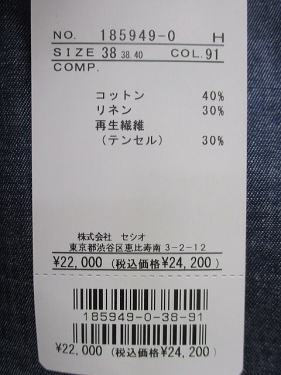 NO. 185949-0 H
SIZE 38 38.40 COL.91
COMP.
コットン 40%
リネン 30%
再生繊維
(テンセル) 30%
株式会社 セシオ
東京都渋谷区恵比寿南 3-2-12
¥22,000 (税込価格¥24,200)
185949-0-38-91
¥22,000 (税込価格¥24,200)